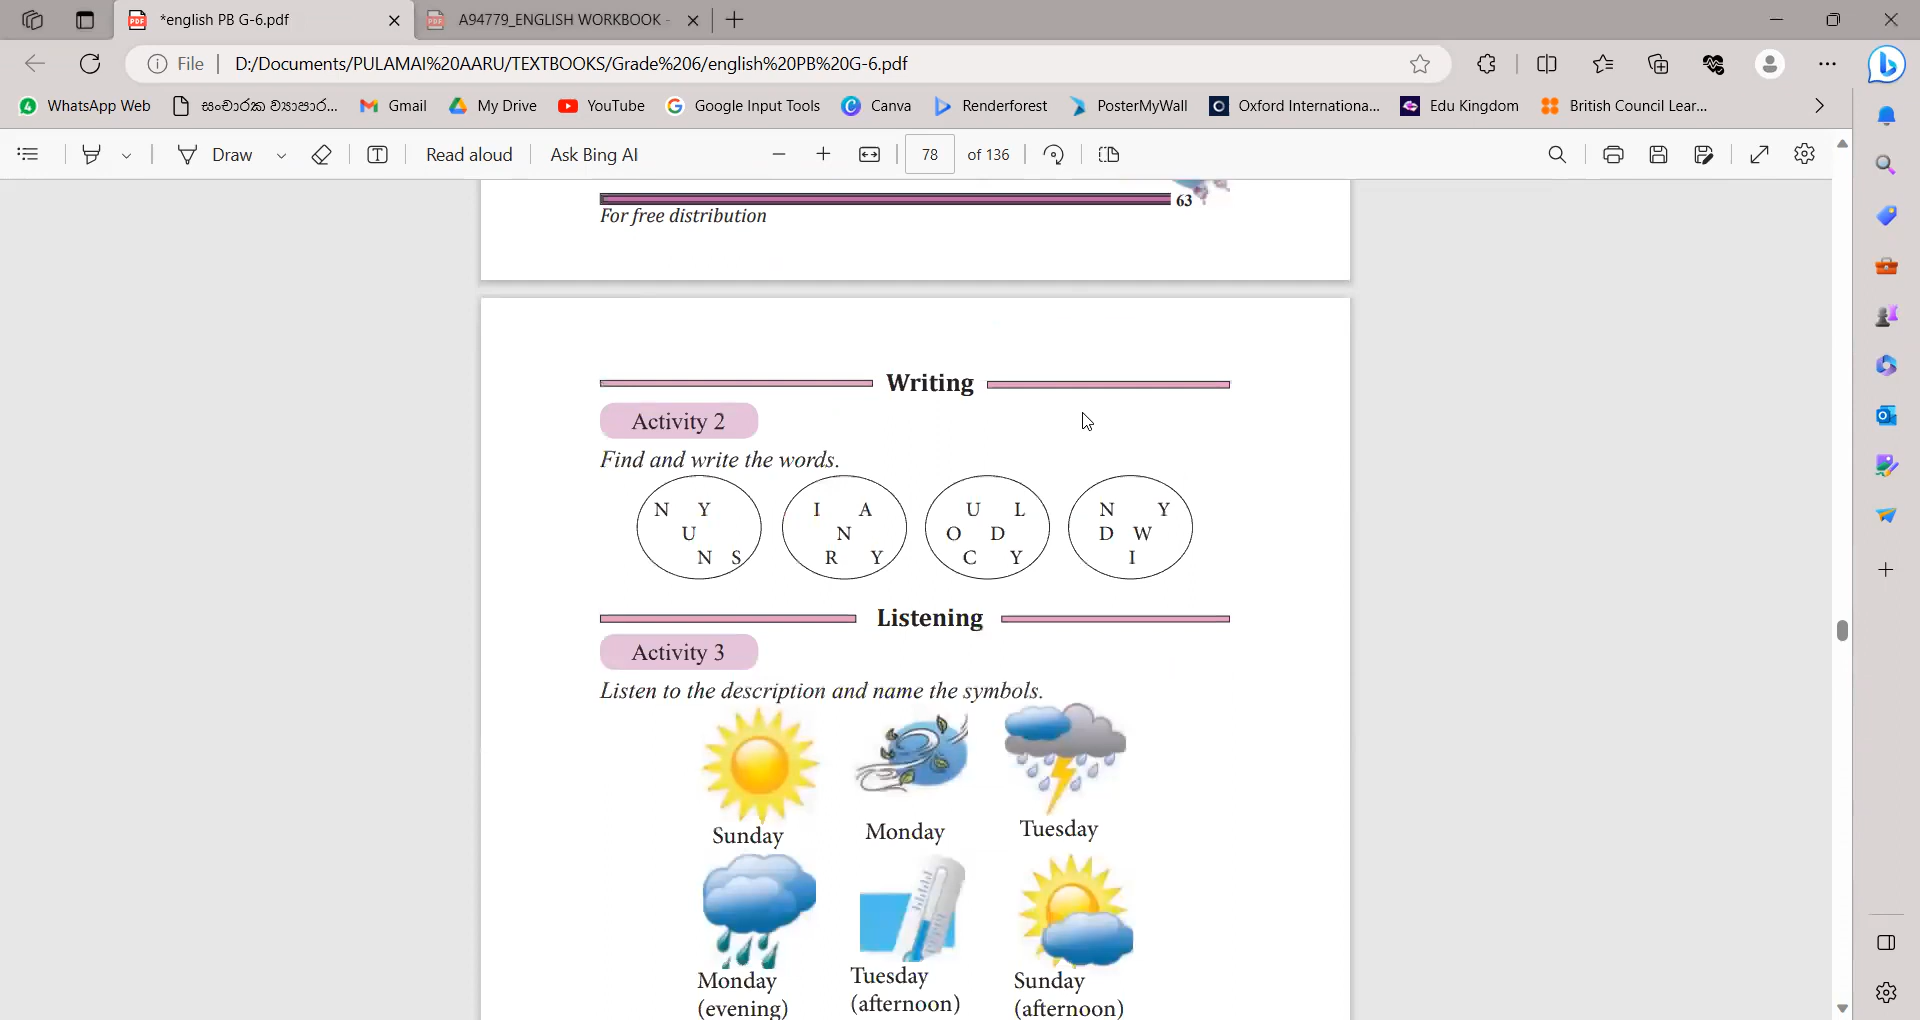 *english PB G-6.pdf
A94779_ENGLISH WORKBOOK -
File
D:/Documents/PULAMAI%20AARU/TEXTBOOKS/Grade%206/english%20PB%20G-6.pdf
WhatsApp Web
සංචාරක ව්‍යාපාර...
Gmail
My Drive
YouTube
Google Input Tools
Canva
Renderforest
PosterMyWall
Oxford Internationa...
Edu Kingdom
British Council Lear...
Draw
Read aloud
Ask Bing AI
78 of 136
63
For free distribution
Writing
Activity 2
Find and write the words.
N Y
U
N S
I A
N
R Y
U L
O D
C Y
N Y
D W
I
Listening
Activity 3
Listen to the description and name the symbols.
Sunday
Monday
Tuesday
Monday
(evening)
Tuesday
(afternoon)
Sunday
(afternoon)